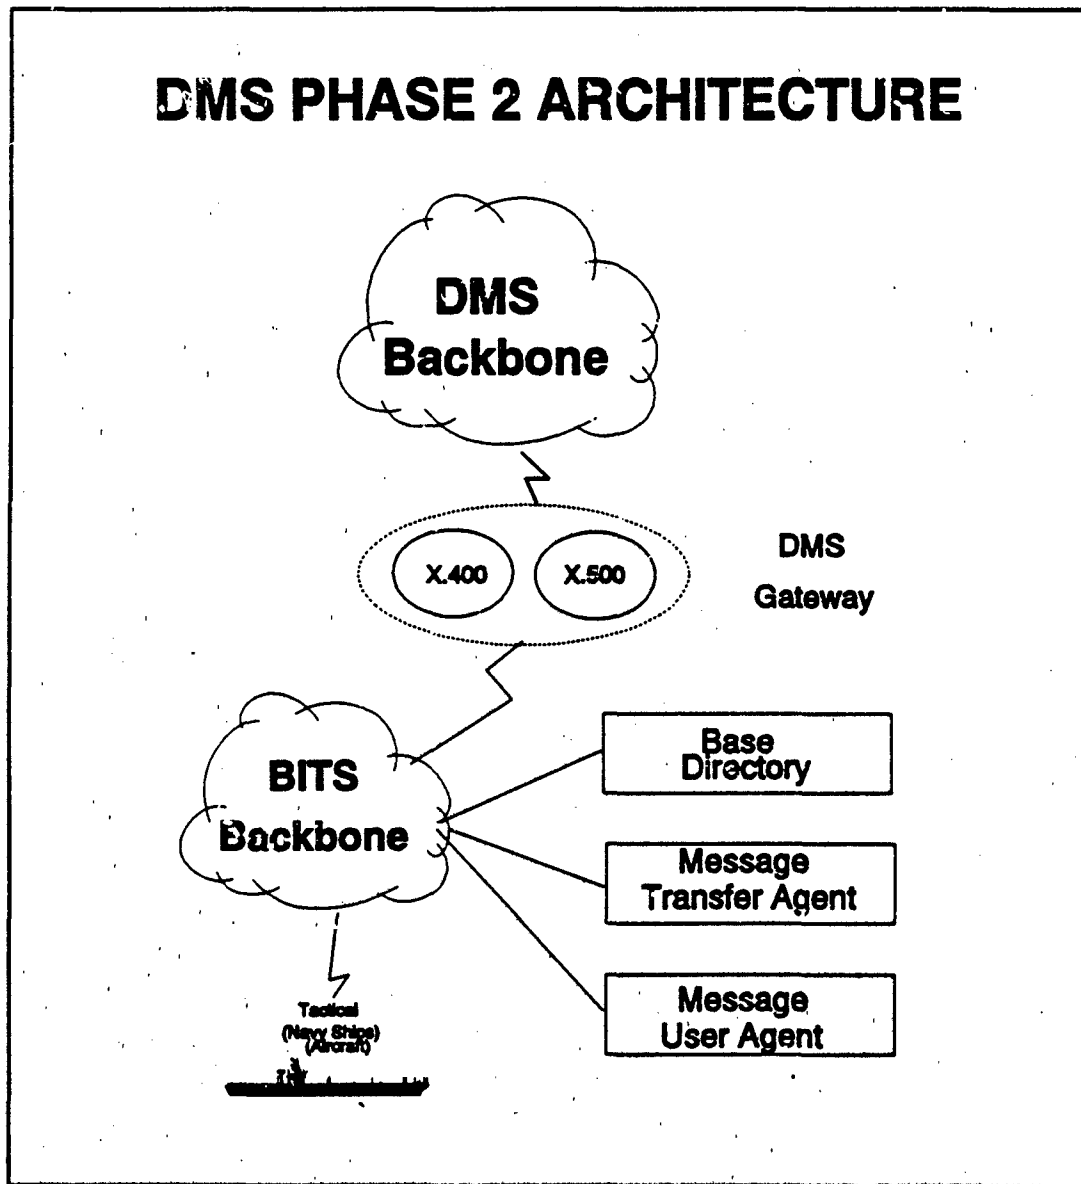 DMS PHASE 2 ARCHITECTURE
DMS
Backbone
X.400
X.500
DMS
Gateway
BITS
Backbone
Base
Directory
Message
Transfer Agent
Message
User Agent
Tactical
(Navy Ships)
(Aircraft)